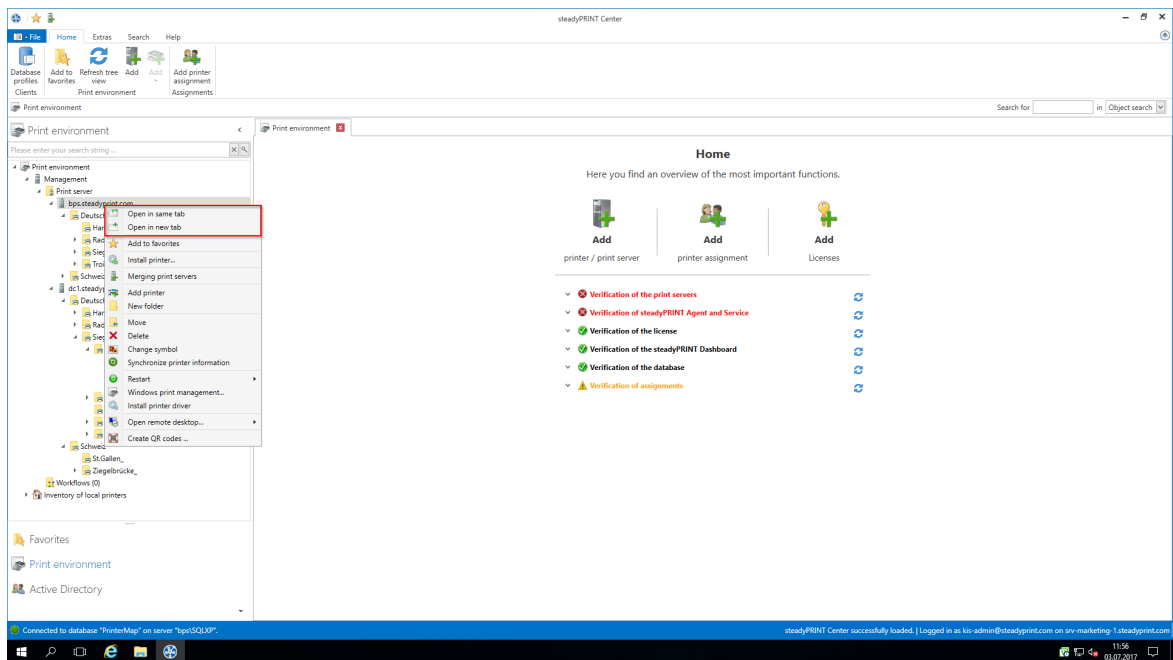 steadyPRINT Center
File Home Extras Search Help
Database profiles
Add to favorites
Refresh tree view
Add
Add
Add printer assignment
Clients Print environment Assignments
Print environment
Search for in Object search
Print environment
Please enter your search string ...
Print environment
Management
Print server
bps.steadyprint.com
Schweiz
St.Gallen_
Ziegelbrücke_
Workflows (0)
Inventory of local printers
Open in same tab
Open in new tab
Add to favorites
Install printer...
Merging print servers
Add printer
New folder
Move
Delete
Change symbol
Synchronize printer information
Restart
Windows print management...
Install printer driver
Open remote desktop...
Create QR codes ...
Favorites
Print environment
Active Directory
Print environment
Home
Here you find an overview of the most important functions.
Add
printer / print server
Add
printer assignment
Add
Licenses
Verification of the print servers
Verification of steadyPRINT Agent and Service
Verification of the license
Verification of the steadyPRINT Dashboard
Verification of the database
Verification of assignments
Connected to database "PrinterMap" on server "bps\SQLXP".
steadyPRINT Center successfully loaded. | Logged in as kis-admin@steadyprint.com on srv-marketing-1.steadyprint.com
11:56
03.07.2017